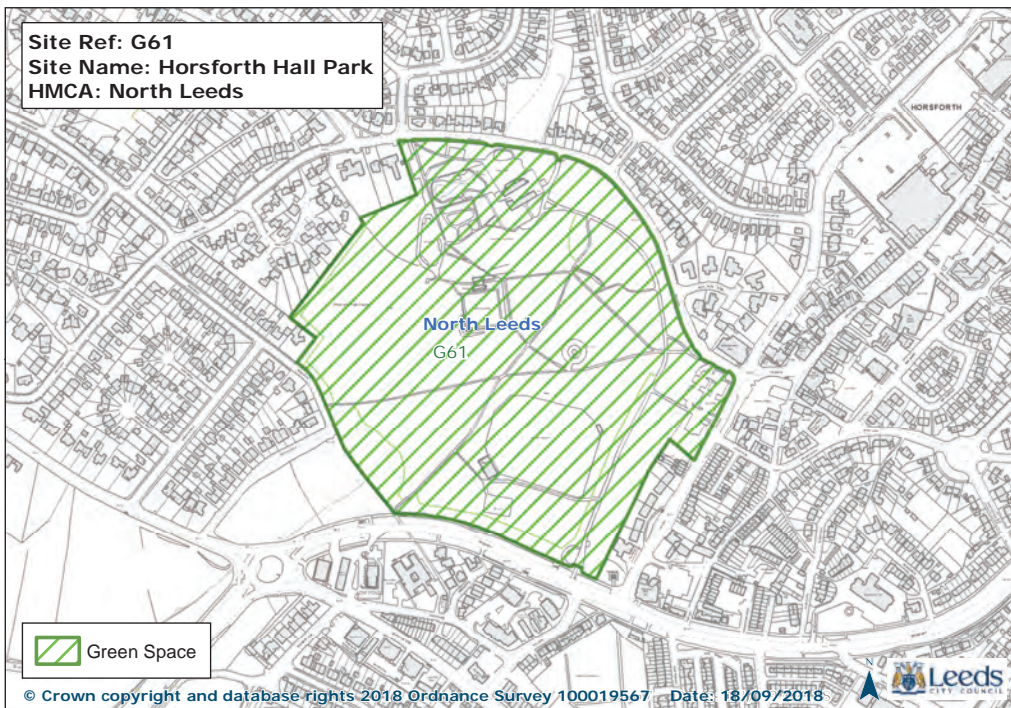 Site Ref: G61
Site Name: Horsforth Hall Park
HMCA: North Leeds
HORSFORTH
North Leeds
G61
Green Space
© Crown copyright and database rights 2018 Ordnance Survey 100019567 Date: 18/09/2018
N
Leeds
CITY COUNCIL